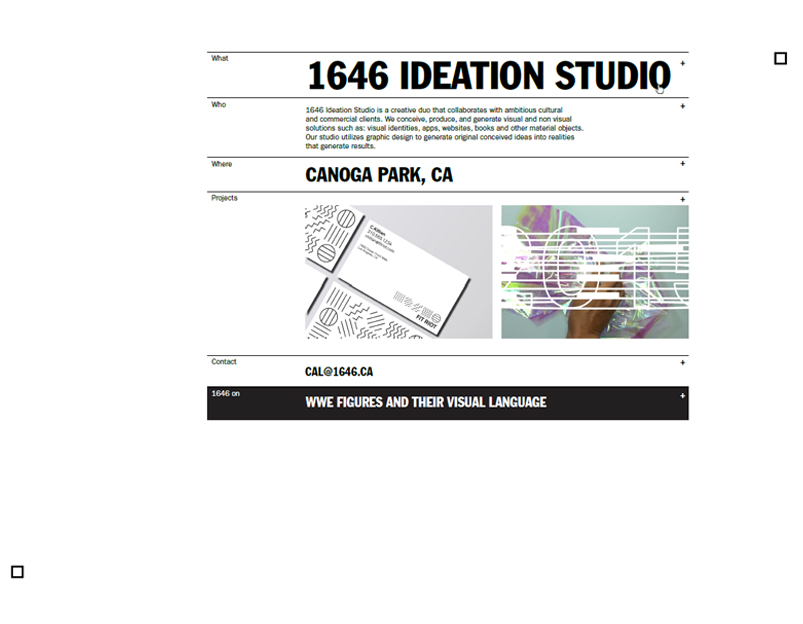 What
1646 IDEATION STUDIO
+
Who
+
1646 Ideation Studio is a creative duo that collaborates with ambitious cultural
and commercial clients. We conceive, produce, and generate visual and non visual
solutions such as: visual identities, apps, websites, books and other material objects.
Our studio utilizes graphic design to generate original conceived ideas into realities
that generate results.
Where
+
CANOGA PARK, CA
Projects
+
FIT RIOT
Contact
+
CAL@1646.CA
1646 on
+
WWE FIGURES AND THEIR VISUAL LANGUAGE